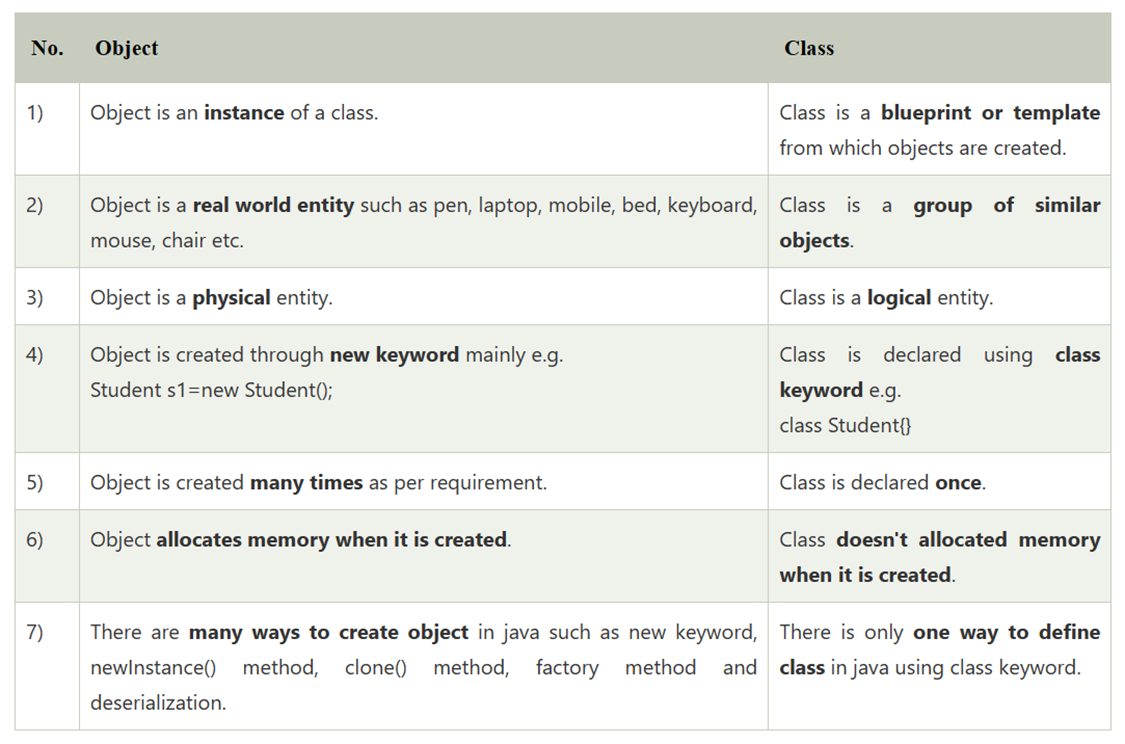 No. Object Class
1) Object is an instance of a class. Class is a blueprint or template
from which objects are created.
2) Object is a real world entity such as pen, laptop, mobile, bed, keyboard,
mouse, chair etc.
Class is a group of similar
objects.
3) Object is a physical entity. Class is a logical entity.
4) Object is created through new keyword mainly e.g.
Student s1=new Student();
Class is declared using class
keyword e.g.
class Student{}
5) Object is created many times as per requirement. Class is declared once.
6) Object allocates memory when it is created. Class doesn't allocated memory
when it is created.
7) There are many ways to create object in java such as new keyword,
newInstance() method, clone() method, factory method and
deserialization.
There is only one way to define
class in java using class keyword.